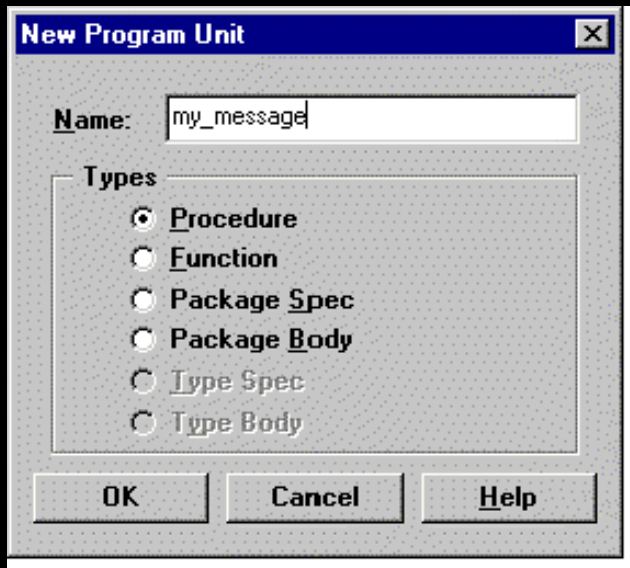 New Program Unit
Name: my_message
Types
Procedure
Function
Package Spec
Package Body
Type Spec
Type Body
OK Cancel Help